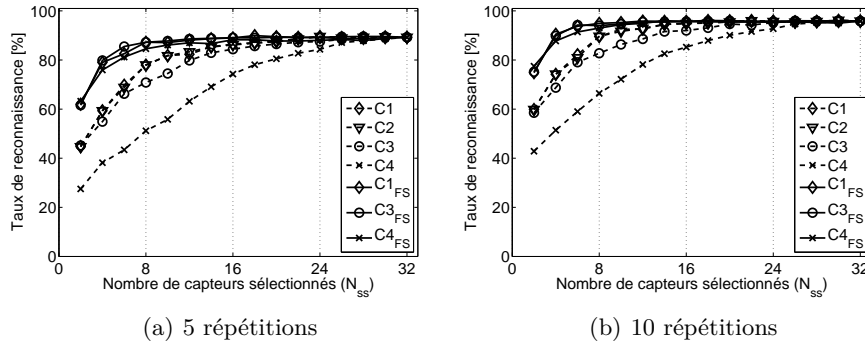 100
80
60
40
20
0
0
8
16
24
32
Taux de reconnaissance [%]
Nombre de capteurs sélectionnés (N_ss)
C1
C2
C3
C4
C1_FS
C3_FS
C4_FS
(a) 5 répétitions
100
80
60
40
20
0
0
8
16
24
32
Taux de reconnaissance [%]
Nombre de capteurs sélectionnés (N_ss)
C1
C2
C3
C4
C1_FS
C3_FS
C4_FS
(b) 10 répétitions